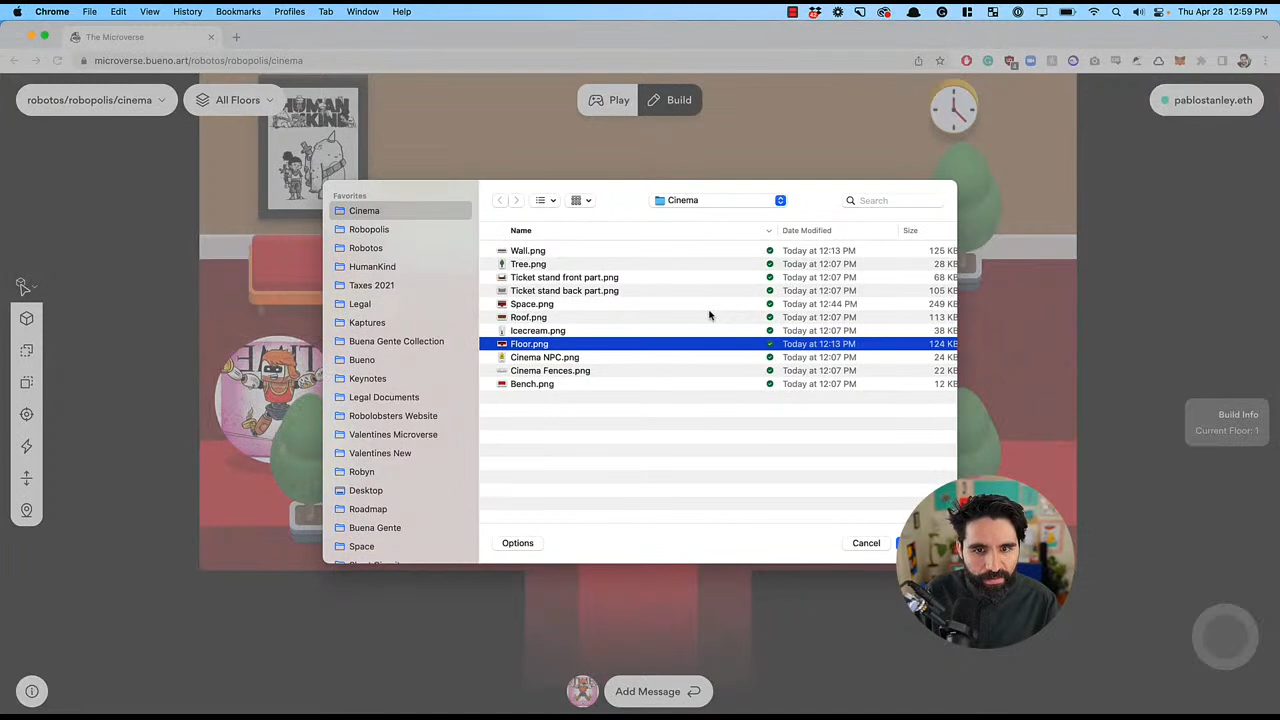 Chrome File Edit View History Bookmarks Profiles Tab Window Help Thu Apr 28 12:59 PM
The Microverse
microverse.bueno.art/robotos/robopolis/cinema
robotos/robopolis/cinema All Floors Play Build pablostanley.eth
HUMAN
KIND
Favorites
Cinema
Robopolis
Robotos
HumanKind
Taxes 2021
Legal
Kaptures
Buena Gente Collection
Bueno
Keynotes
Legal Documents
Robolobsters Website
Valentines Microverse
Valentines New
Robyn
Desktop
Roadmap
Buena Gente
Space
Cinema Search
Name Date Modified Size
Wall.png Today at 12:13 PM 125 KB
Tree.png Today at 12:07 PM 28 KB
Ticket stand front part.png Today at 12:07 PM 68 KB
Ticket stand back part.png Today at 12:07 PM 105 KB
Space.png Today at 12:44 PM 249 KB
Roof.png Today at 12:07 PM 113 KB
Icecream.png Today at 12:07 PM 38 KB
Floor.png Today at 12:13 PM 124 KB
Cinema NPC.png Today at 12:07 PM 24 KB
Cinema Fences.png Today at 12:07 PM 22 KB
Bench.png Today at 12:07 PM 12 KB
Options Cancel
Build Info
Current Floor: 1
Add Message